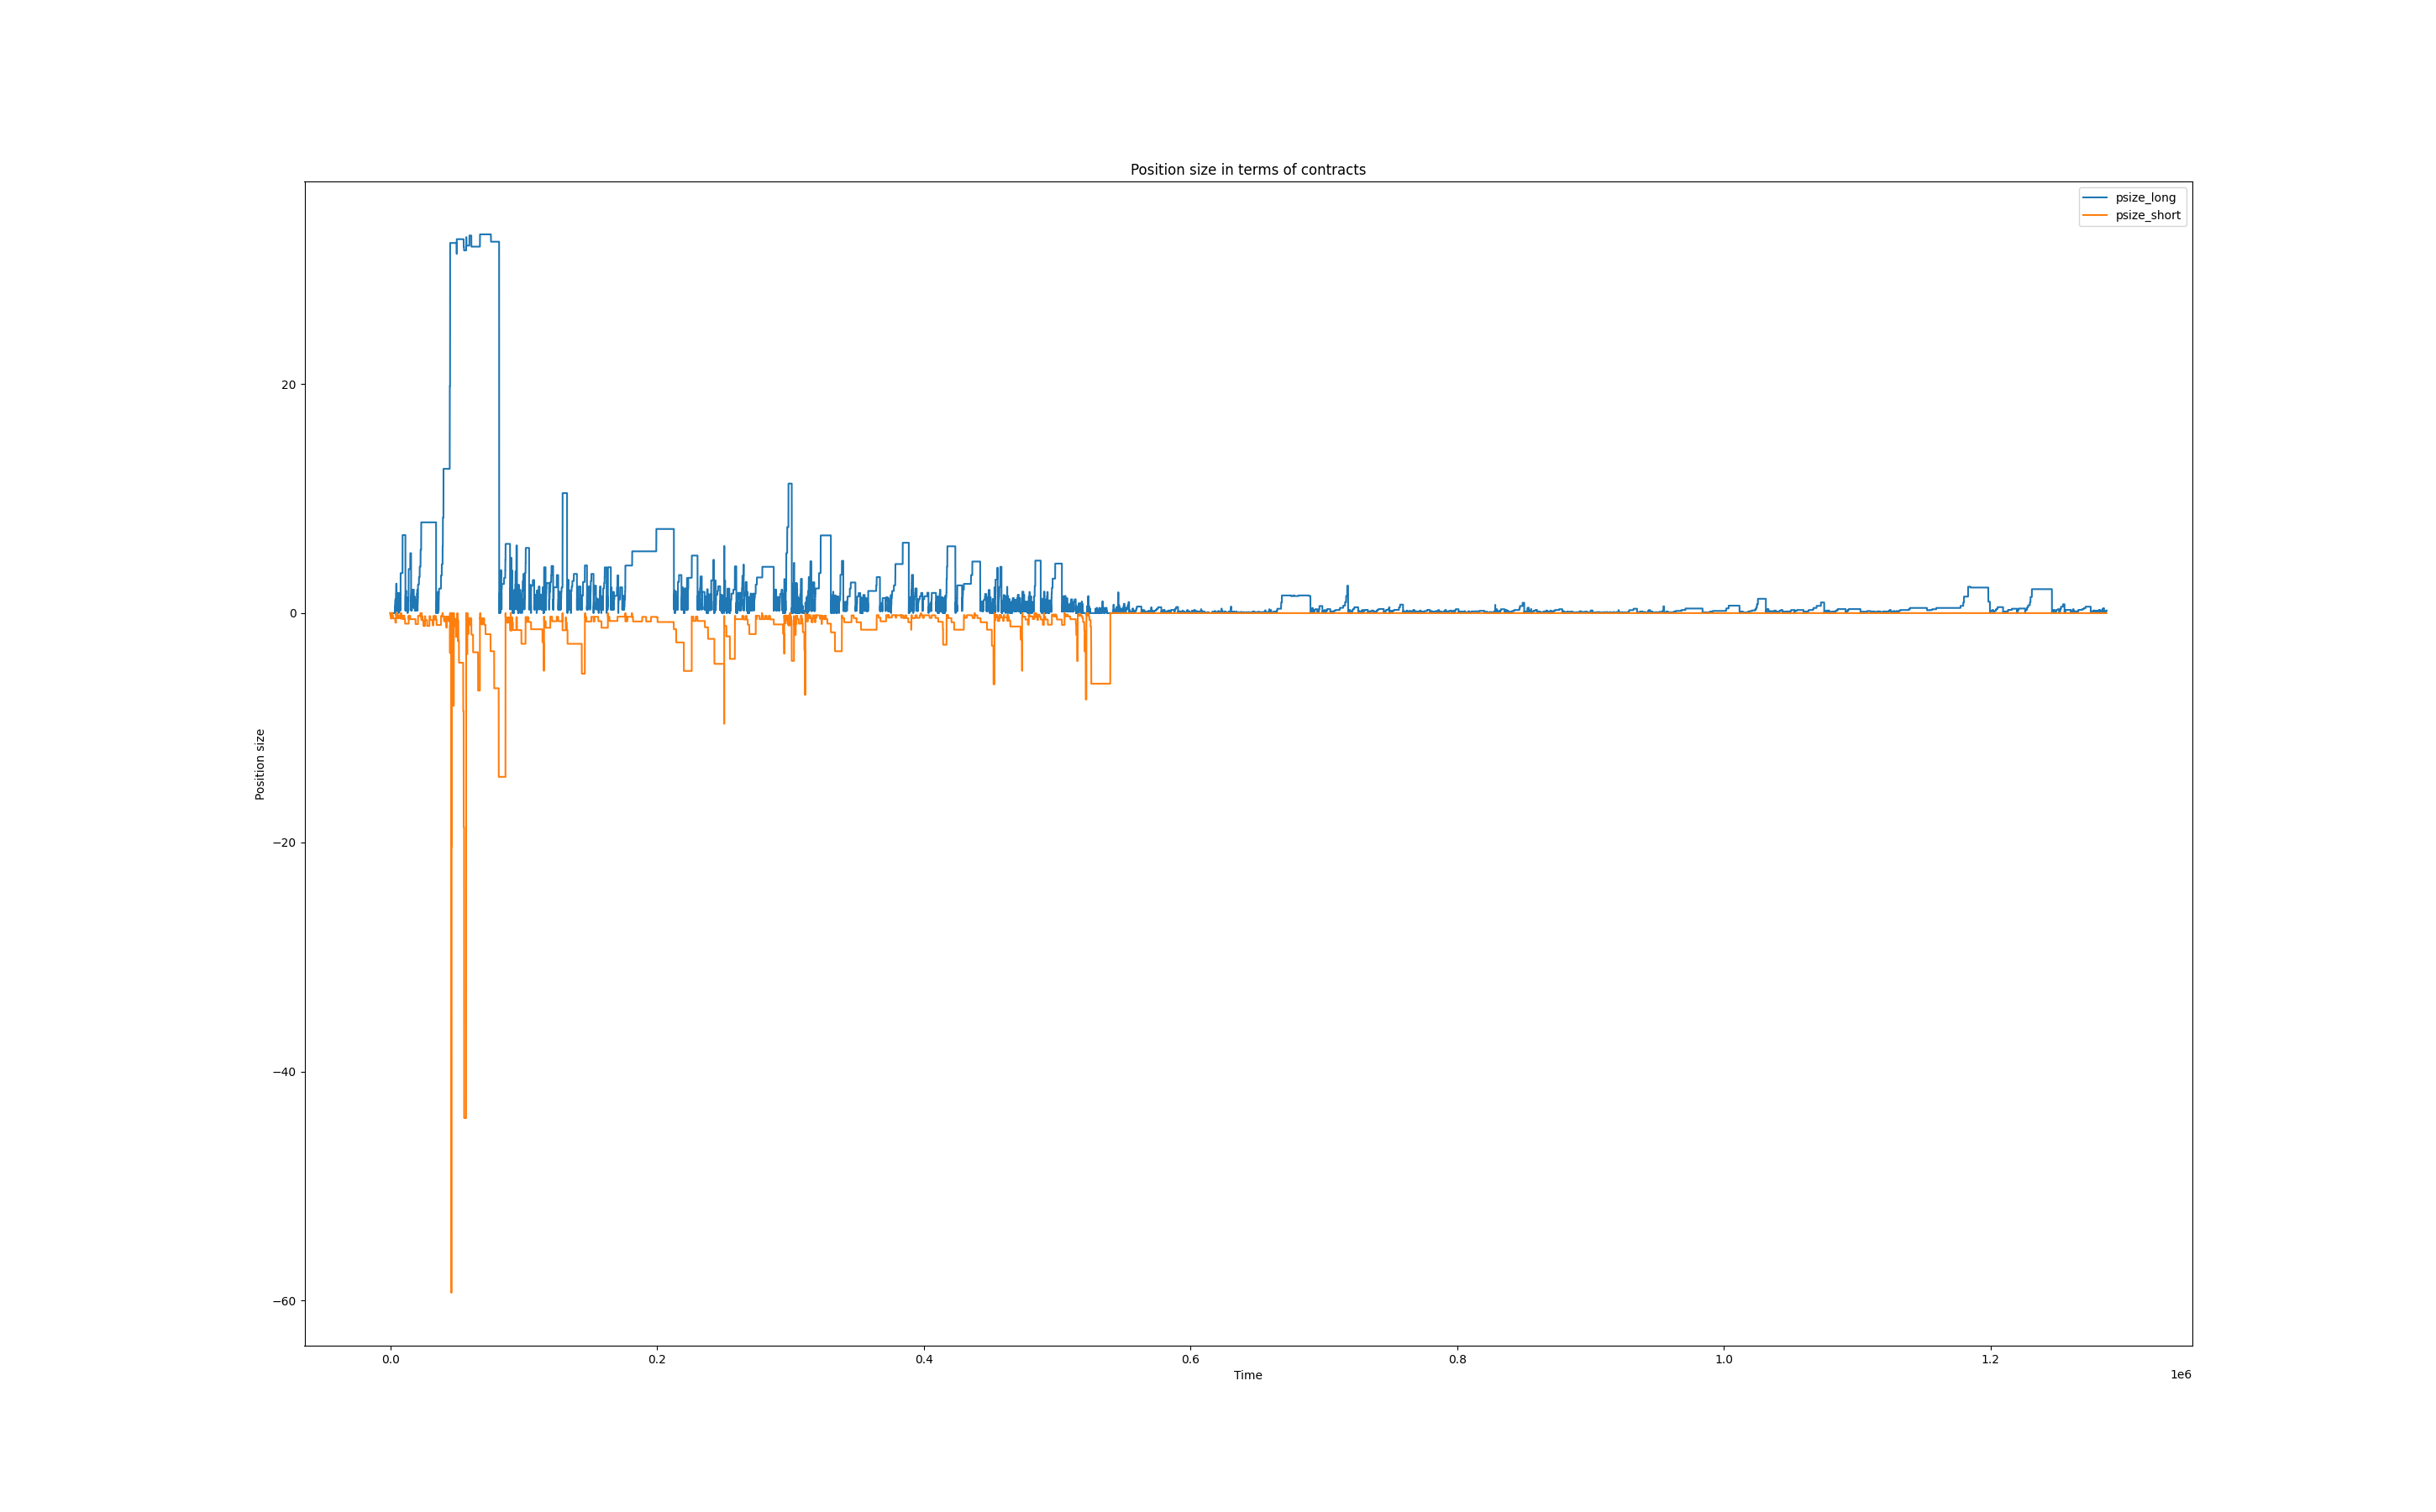 Position size in terms of contracts
psize_long
psize_short
Position size
20
0
−20
−40
−60
0.0 0.2 0.4 0.6 0.8 1.0 1.2
Time
1e6